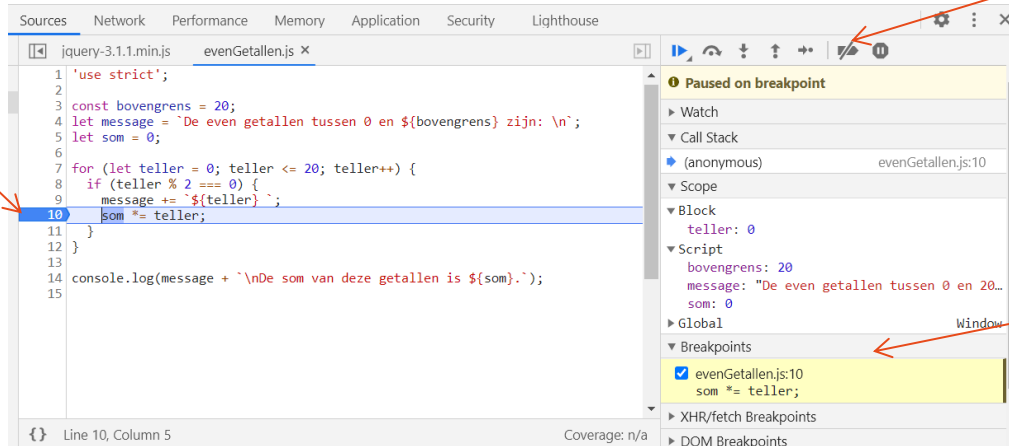 Sources Network Performance Memory Application Security Lighthouse
jquery-3.1.1.min.js evenGetallen.js ×
1 'use strict';
2
3 const bovengrens = 20;
4 let message = `De even getallen tussen 0 en ${bovengrens} zijn: \n`;
5 let som = 0;
6
7 for (let teller = 0; teller <= 20; teller++) {
8 if (teller % 2 === 0) {
9 message += `${teller} `;
10 som *= teller;
11 }
12 }
13
14 console.log(message + `\nDe som van deze getallen is ${som}.`);
15
{} Line 10, Column 5 Coverage: n/a
Paused on breakpoint
Watch
Call Stack
(anonymous) evenGetallen.js:10
Scope
Block
teller: 0
Script
bovengrens: 20
message: "De even getallen tussen 0 en 20…
som: 0
Global Window
Breakpoints
evenGetallen.js:10
som *= teller;
XHR/fetch Breakpoints
DOM Breakpoints